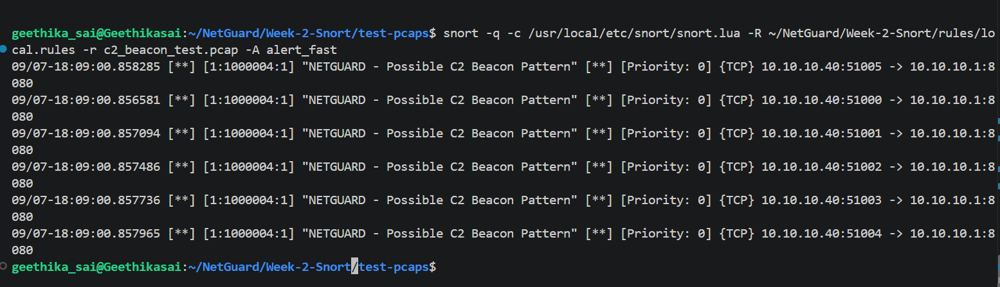 geethika_sai@Geethikasai:~/NetGuard/Week-2-Snort/test-pcaps$ snort -q -c /usr/local/etc/snort/snort.lua -R ~/NetGuard/Week-2-Snort/rules/lo
cal.rules -r c2_beacon_test.pcap -A alert_fast
09/07-18:09:00.858285 [**] [1:1000004:1] "NETGUARD - Possible C2 Beacon Pattern" [**] [Priority: 0] {TCP} 10.10.10.40:51005 -> 10.10.10.1:8
080
09/07-18:09:00.856581 [**] [1:1000004:1] "NETGUARD - Possible C2 Beacon Pattern" [**] [Priority: 0] {TCP} 10.10.10.40:51000 -> 10.10.10.1:8
080
09/07-18:09:00.857094 [**] [1:1000004:1] "NETGUARD - Possible C2 Beacon Pattern" [**] [Priority: 0] {TCP} 10.10.10.40:51001 -> 10.10.10.1:8
080
09/07-18:09:00.857486 [**] [1:1000004:1] "NETGUARD - Possible C2 Beacon Pattern" [**] [Priority: 0] {TCP} 10.10.10.40:51002 -> 10.10.10.1:8
080
09/07-18:09:00.857736 [**] [1:1000004:1] "NETGUARD - Possible C2 Beacon Pattern" [**] [Priority: 0] {TCP} 10.10.10.40:51003 -> 10.10.10.1:8
080
09/07-18:09:00.857965 [**] [1:1000004:1] "NETGUARD - Possible C2 Beacon Pattern" [**] [Priority: 0] {TCP} 10.10.10.40:51004 -> 10.10.10.1:8
080
geethika_sai@Geethikasai:~/NetGuard/Week-2-Snort/test-pcaps$